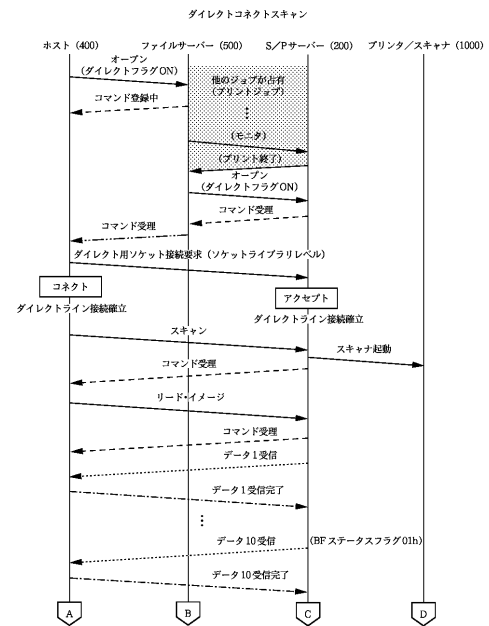 ダイレクトコネクトスキャン
ホスト (400)
ファイルサーバー (500)
S/Pサーバー (200)
プリンタ/スキャナ (1000)
オープン
(ダイレクトフラグON)
他のジョブが占有
(プリントジョブ)
コマンド登録中
(モニタ)
(プリント終了)
オープン
(ダイレクトフラグON)
コマンド受理
コマンド受理
ダイレクト用ソケット接続要求 (ソケットライブラリレベル)
コネクト
アクセプト
ダイレクトライン接続確立
ダイレクトライン接続確立
スキャン
スキャナ起動
コマンド受理
リード・イメージ
コマンド受理
データ1受信
データ1受信完了
データ10受信
(BFステータスフラグ01h)
データ10受信完了
A
B
C
D